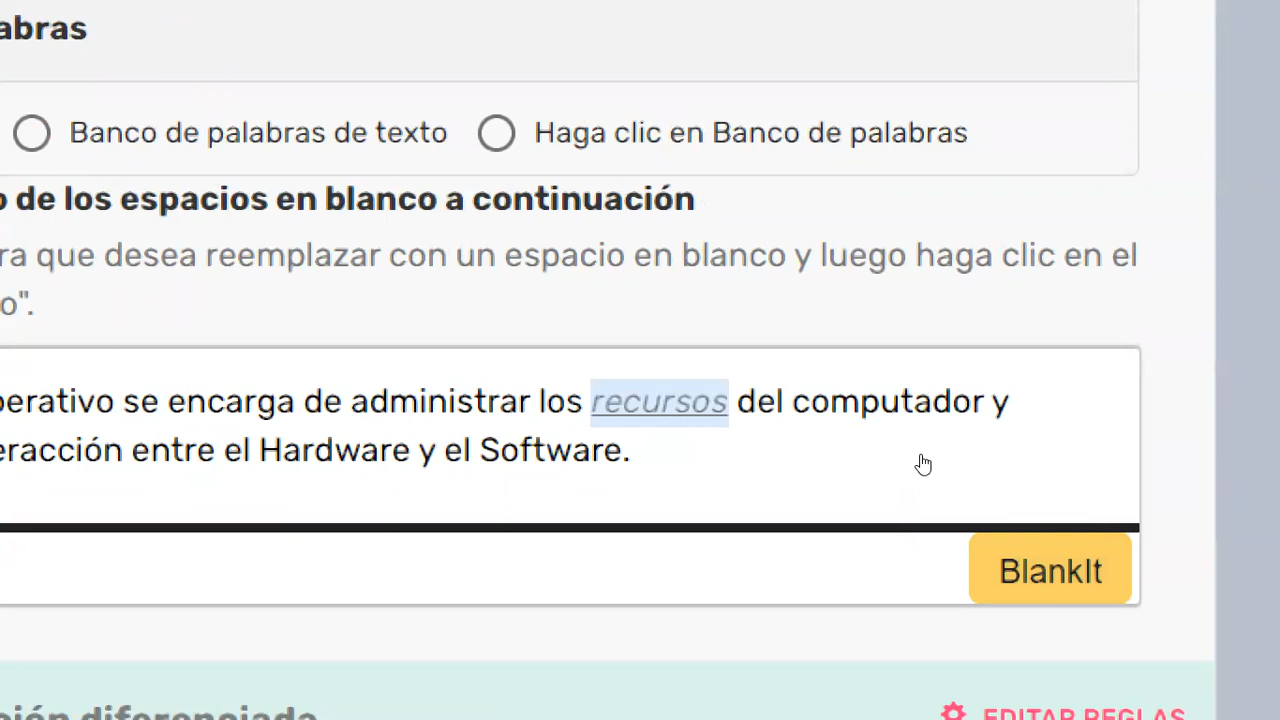 abras
Banco de palabras de texto
Haga clic en Banco de palabras
o de los espacios en blanco a continuación
ra que desea reemplazar con un espacio en blanco y luego haga clic en el
o".
perativo se encarga de administrar los recursos del computador y
eracción entre el Hardware y el Software.
BlankIt
ción diferenciada
EDITAR REGLAS